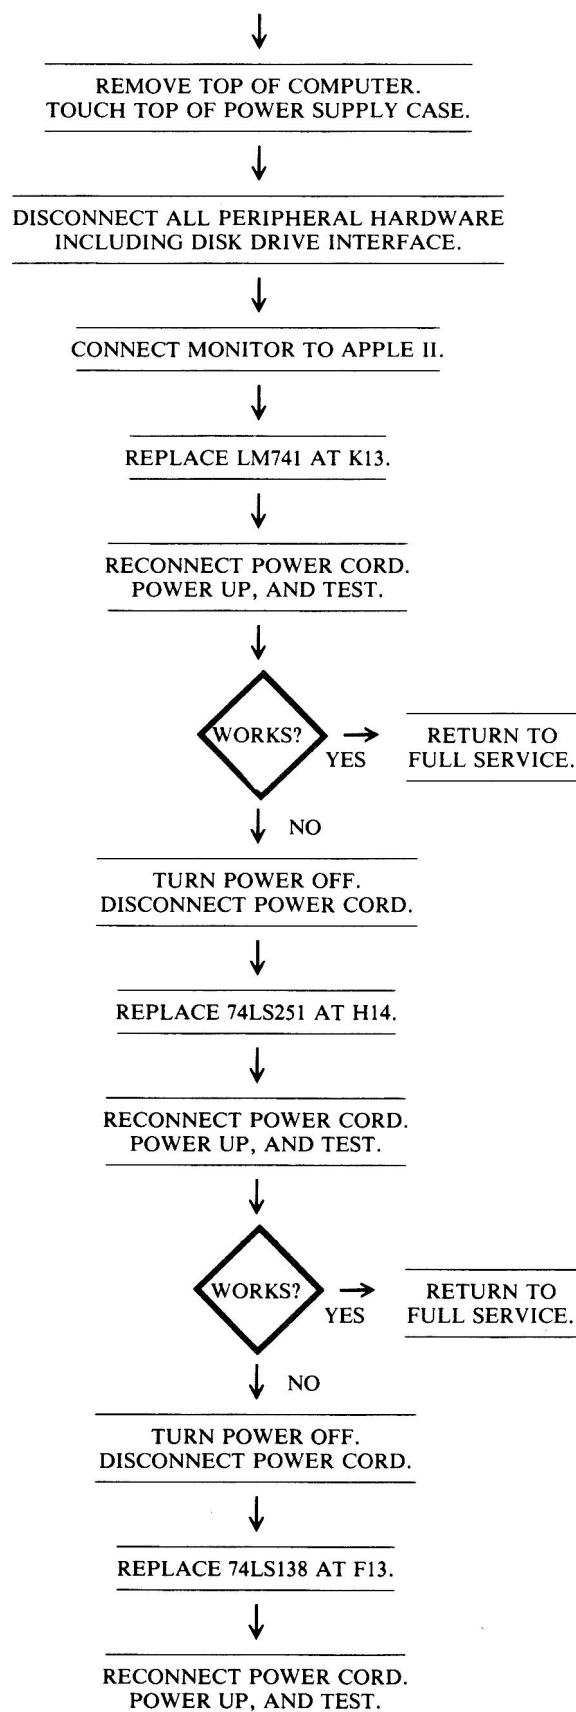 REMOVE TOP OF COMPUTER.
TOUCH TOP OF POWER SUPPLY CASE.
DISCONNECT ALL PERIPHERAL HARDWARE
INCLUDING DISK DRIVE INTERFACE.
CONNECT MONITOR TO APPLE II.
REPLACE LM741 AT K13.
RECONNECT POWER CORD.
POWER UP, AND TEST.
WORKS?
YES
RETURN TO
FULL SERVICE.
NO
TURN POWER OFF.
DISCONNECT POWER CORD.
REPLACE 74LS251 AT H14.
RECONNECT POWER CORD.
POWER UP, AND TEST.
WORKS?
YES
RETURN TO
FULL SERVICE.
NO
TURN POWER OFF.
DISCONNECT POWER CORD.
REPLACE 74LS138 AT F13.
RECONNECT POWER CORD.
POWER UP, AND TEST.